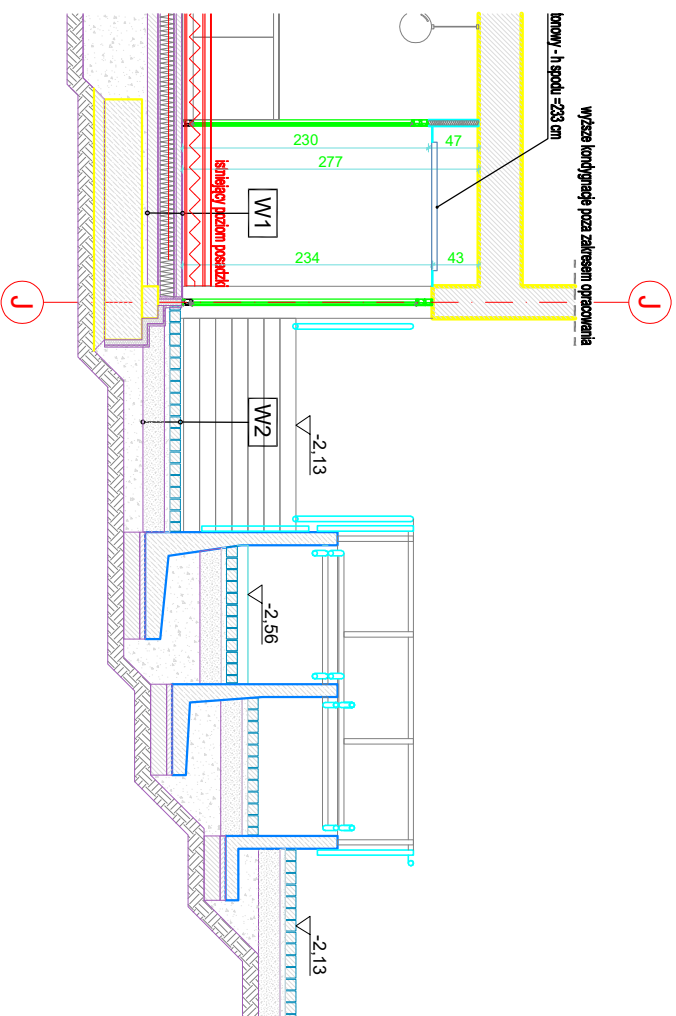 wyższe kondygnacje poza zakresem opracowania
tonowy - h spodu =233 cm
47
230
277
istniejący poziom posadzki
W1
234
43
J
J
-2,13
W2
-2,56
-2,13